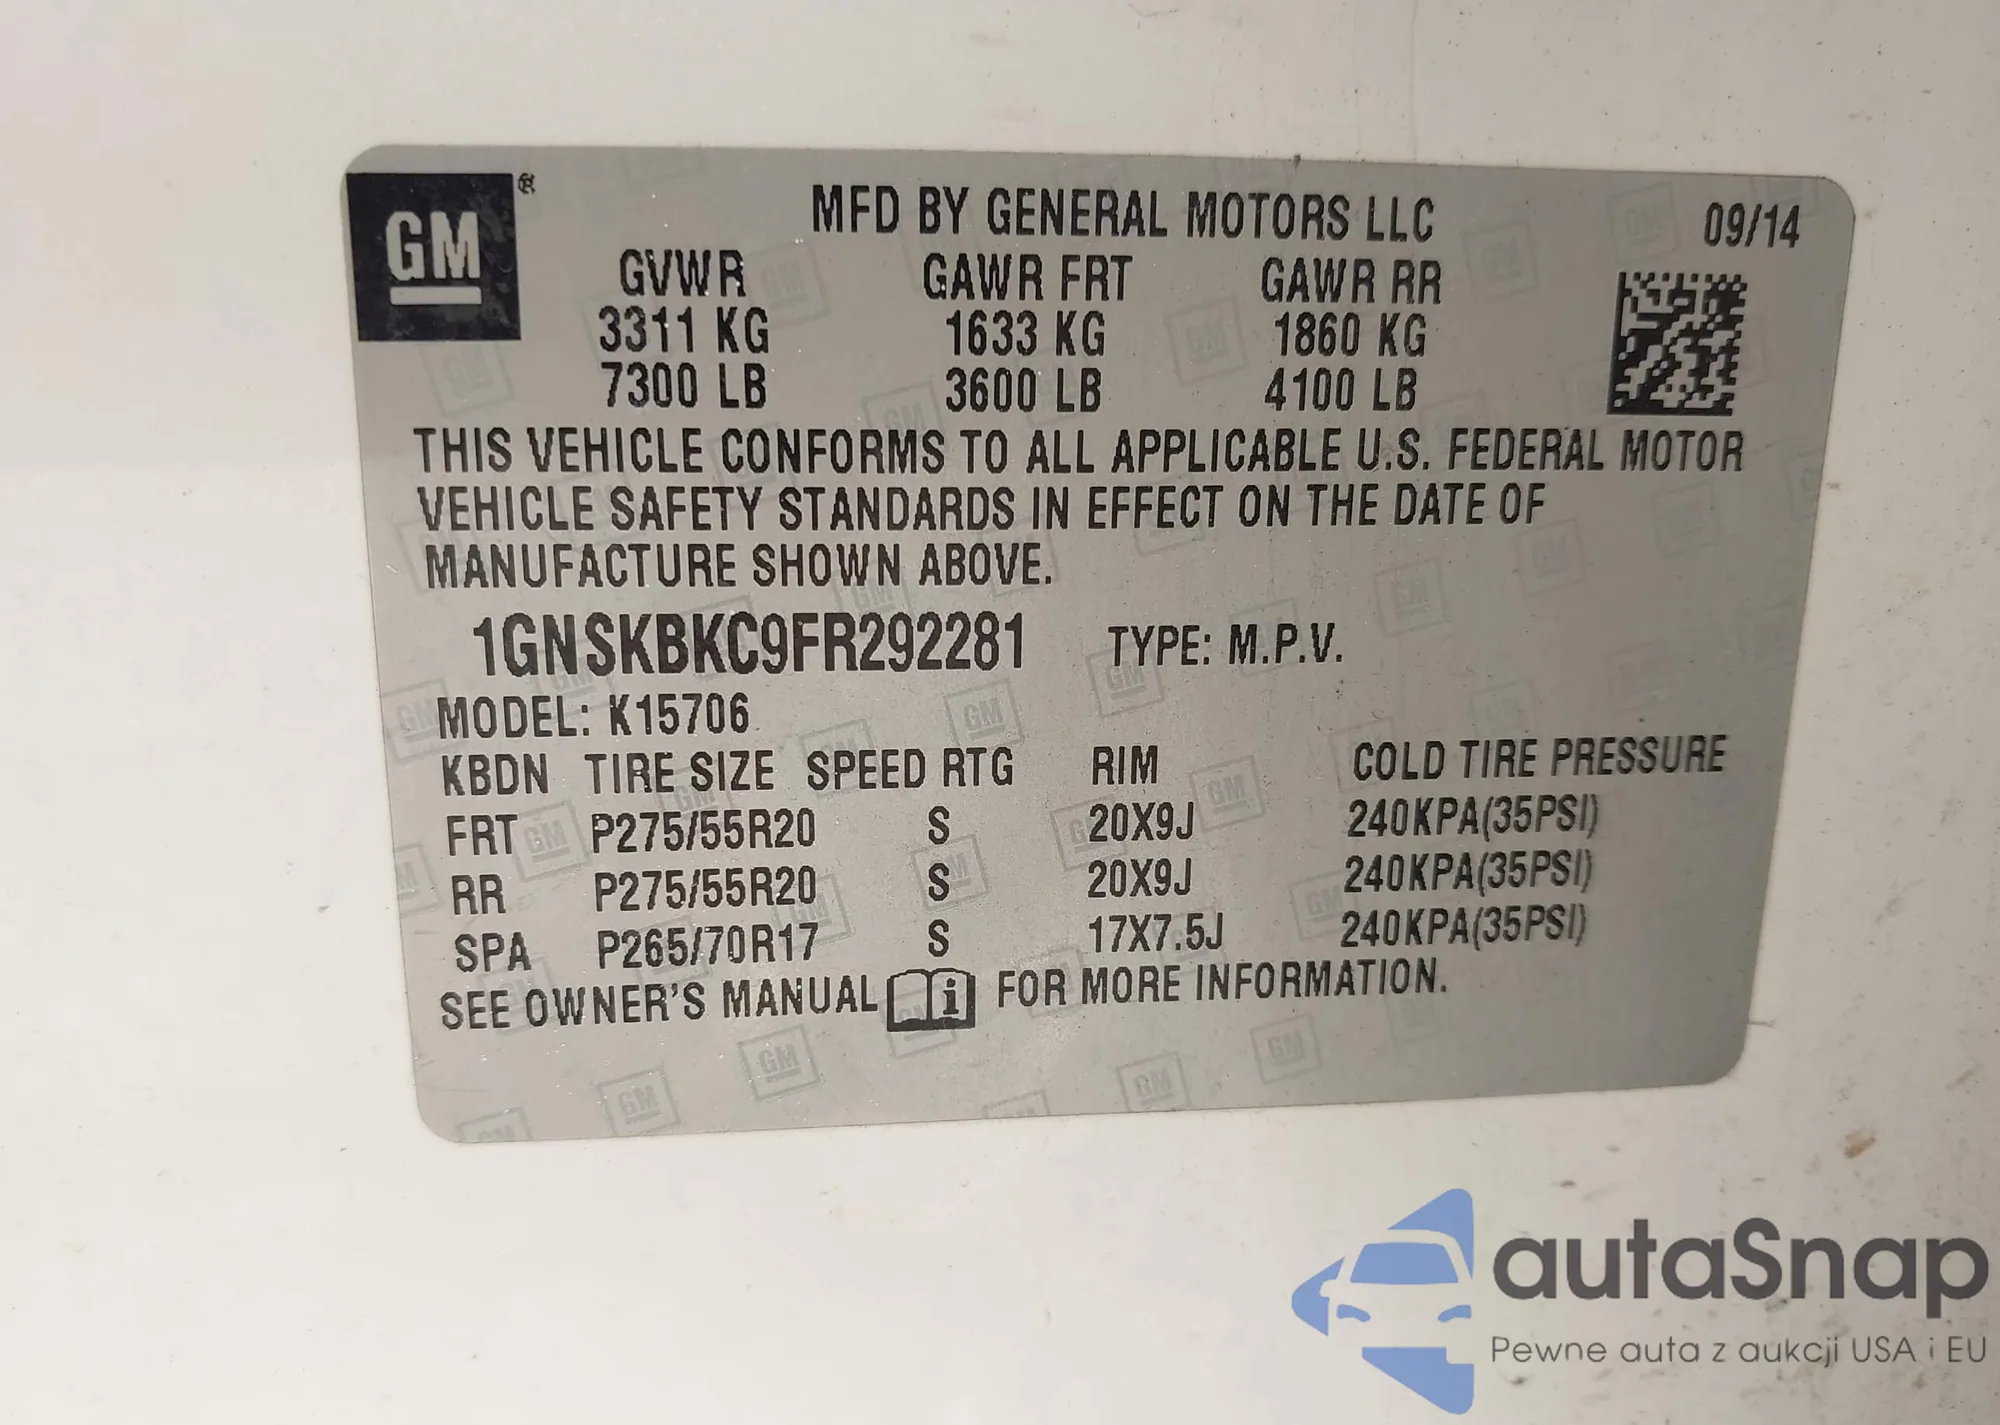 GM
MFD BY GENERAL MOTORS LLC 09/14
GVWR GAWR FRT GAWR RR
3311 KG 1633 KG 1860 KG
7300 LB 3600 LB 4100 LB
THIS VEHICLE CONFORMS TO ALL APPLICABLE U.S. FEDERAL MOTOR
VEHICLE SAFETY STANDARDS IN EFFECT ON THE DATE OF
MANUFACTURE SHOWN ABOVE.
1GNSKBKC9FR292281 TYPE: M.P.V.
MODEL: K15706
KBDN TIRE SIZE SPEED RTG RIM COLD TIRE PRESSURE
FRT P275/55R20 S 20X9J 240KPA(35PSI)
RR P275/55R20 S 20X9J 240KPA(35PSI)
SPA P265/70R17 S 17X7.5J 240KPA(35PSI)
SEE OWNER'S MANUAL i FOR MORE INFORMATION.
autaSnap
Pewne auta z aukcji USA i EU